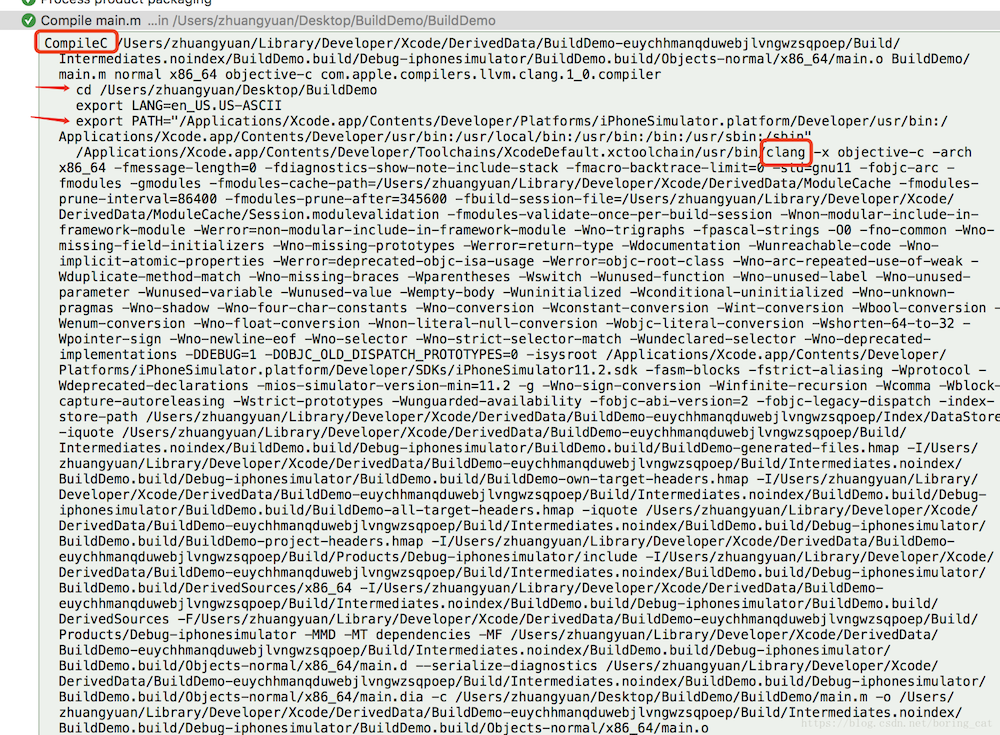 Process product packaging
Compile main.m ...in /Users/zhuangyuan/Desktop/BuildDemo/BuildDemo
CompileC /Users/zhuangyuan/Library/Developer/Xcode/DerivedData/BuildDemo-euychhmanqduwebjlvngwzsqpoep/Build/
Intermediates.noindex/BuildDemo.build/Debug-iphonesimulator/BuildDemo.build/Objects-normal/x86_64/main.o BuildDemo/
main.m normal x86_64 objective-c com.apple.compilers.llvm.clang.1_0.compiler
cd /Users/zhuangyuan/Desktop/BuildDemo
export LANG=en_US.US-ASCII
export PATH="/Applications/Xcode.app/Contents/Developer/Platforms/iPhoneSimulator.platform/Developer/usr/bin:/
Applications/Xcode.app/Contents/Developer/usr/bin:/usr/local/bin:/usr/bin:/bin:/usr/sbin:/sbin"
/Applications/Xcode.app/Contents/Developer/Toolchains/XcodeDefault.xctoolchain/usr/bin/clang -x objective-c -arch
x86_64 -fmessage-length=0 -fdiagnostics-show-note-include-stack -fmacro-backtrace-limit=0 -std=gnu11 -fobjc-arc -
fmodules -gmodules -fmodules-cache-path=/Users/zhuangyuan/Library/Developer/Xcode/DerivedData/ModuleCache -fmodules-
prune-interval=86400 -fmodules-prune-after=345600 -fbuild-session-file=/Users/zhuangyuan/Library/Developer/Xcode/
DerivedData/ModuleCache/Session.modulevalidation -fmodules-validate-once-per-build-session -Wnon-modular-include-in-
framework-module -Werror=non-modular-include-in-framework-module -Wno-trigraphs -fpascal-strings -O0 -fno-common -Wno-
missing-field-initializers -Wno-missing-prototypes -Werror=return-type -Wdocumentation -Wunreachable-code -Wno-
implicit-atomic-properties -Werror=deprecated-objc-isa-usage -Werror=objc-root-class -Wno-arc-repeated-use-of-weak -
Wduplicate-method-match -Wno-missing-braces -Wparentheses -Wswitch -Wunused-function -Wno-unused-label -Wno-unused-
parameter -Wunused-variable -Wunused-value -Wempty-body -Wuninitialized -Wconditional-uninitialized -Wno-unknown-
pragmas -Wno-shadow -Wno-four-char-constants -Wno-conversion -Wconstant-conversion -Wint-conversion -Wbool-conversion -
Wenum-conversion -Wno-float-conversion -Wnon-literal-null-conversion -Wobjc-literal-conversion -Wshorten-64-to-32 -
Wpointer-sign -Wno-newline-eof -Wno-selector -Wno-strict-selector-match -Wundeclared-selector -Wno-deprecated-
implementations -DDEBUG=1 -DOBJC_OLD_DISPATCH_PROTOTYPES=0 -isysroot /Applications/Xcode.app/Contents/Developer/
Platforms/iPhoneSimulator.platform/Developer/SDKs/iPhoneSimulator11.2.sdk -fasm-blocks -fstrict-aliasing -Wprotocol -
Wdeprecated-declarations -mios-simulator-version-min=11.2 -g -Wno-sign-conversion -Winfinite-recursion -Wcomma -Wblock-
capture-autoreleasing -Wstrict-prototypes -Wunguarded-availability -fobjc-abi-version=2 -fobjc-legacy-dispatch -index-
store-path /Users/zhuangyuan/Library/Developer/Xcode/DerivedData/BuildDemo-euychhmanqduwebjlvngwzsqpoep/Index/DataStore
-iquote /Users/zhuangyuan/Library/Developer/Xcode/DerivedData/BuildDemo-euychhmanqduwebjlvngwzsqpoep/Build/
Intermediates.noindex/BuildDemo.build/Debug-iphonesimulator/BuildDemo.build/BuildDemo-generated-files.hmap -I/Users/
zhuangyuan/Library/Developer/Xcode/DerivedData/BuildDemo-euychhmanqduwebjlvngwzsqpoep/Build/Intermediates.noindex/
BuildDemo.build/Debug-iphonesimulator/BuildDemo.build/BuildDemo-own-target-headers.hmap -I/Users/zhuangyuan/Library/
Developer/Xcode/DerivedData/BuildDemo-euychhmanqduwebjlvngwzsqpoep/Build/Intermediates.noindex/BuildDemo.build/Debug-
iphonesimulator/BuildDemo.build/BuildDemo-all-target-headers.hmap -iquote /Users/zhuangyuan/Library/Developer/Xcode/
DerivedData/BuildDemo-euychhmanqduwebjlvngwzsqpoep/Build/Intermediates.noindex/BuildDemo.build/Debug-iphonesimulator/
BuildDemo.build/BuildDemo-project-headers.hmap -I/Users/zhuangyuan/Library/Developer/Xcode/DerivedData/BuildDemo-
euychhmanqduwebjlvngwzsqpoep/Build/Products/Debug-iphonesimulator/include -I/Users/zhuangyuan/Library/Developer/Xcode/
DerivedData/BuildDemo-euychhmanqduwebjlvngwzsqpoep/Build/Intermediates.noindex/BuildDemo.build/Debug-iphonesimulator/
BuildDemo.build/DerivedSources/x86_64 -I/Users/zhuangyuan/Library/Developer/Xcode/DerivedData/BuildDemo-
euychhmanqduwebjlvngwzsqpoep/Build/Intermediates.noindex/BuildDemo.build/Debug-iphonesimulator/BuildDemo.build/
DerivedSources -F/Users/zhuangyuan/Library/Developer/Xcode/DerivedData/BuildDemo-euychhmanqduwebjlvngwzsqpoep/Build/
Products/Debug-iphonesimulator -MMD -MT dependencies -MF /Users/zhuangyuan/Library/Developer/Xcode/DerivedData/
BuildDemo-euychhmanqduwebjlvngwzsqpoep/Build/Intermediates.noindex/BuildDemo.build/Debug-iphonesimulator/
BuildDemo.build/Objects-normal/x86_64/main.d --serialize-diagnostics /Users/zhuangyuan/Library/Developer/Xcode/
DerivedData/BuildDemo-euychhmanqduwebjlvngwzsqpoep/Build/Intermediates.noindex/BuildDemo.build/Debug-iphonesimulator/
BuildDemo.build/Objects-normal/x86_64/main.dia -c /Users/zhuangyuan/Desktop/BuildDemo/BuildDemo/main.m -o /Users/
zhuangyuan/Library/Developer/Xcode/DerivedData/BuildDemo-euychhmanqduwebjlvngwzsqpoep/Build/Intermediates.noindex/
BuildDemo.build/Debug-iphonesimulator/BuildDemo.build/Objects-normal/x86_64/main.o
https://blog.csdn.net/boring_cat